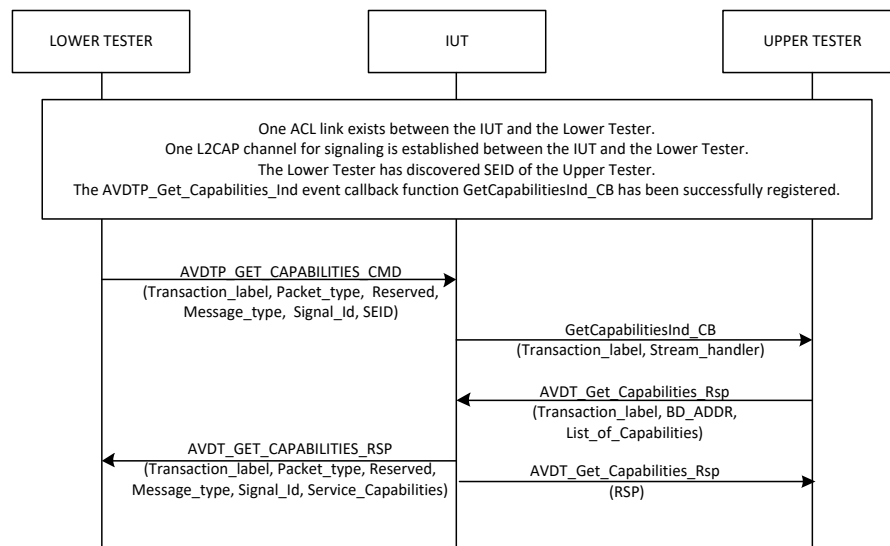 LOWER TESTER
IUT
UPPER TESTER
One ACL link exists between the IUT and the Lower Tester.
One L2CAP channel for signaling is established between the IUT and the Lower Tester.
The Lower Tester has discovered SEID of the Upper Tester.
The AVDTP_Get_Capabilities_Ind event callback function GetCapabilitiesInd_CB has been successfully registered.
AVDTP_GET_CAPABILITIES_CMD
(Transaction_label, Packet_type, Reserved,
Message_type, Signal_Id, SEID)
GetCapabilitiesInd_CB
(Transaction_label, Stream_handler)
AVDT_Get_Capabilities_Rsp
(Transaction_label, BD_ADDR,
List_of_Capabilities)
AVDT_GET_CAPABILITIES_RSP
(Transaction_label, Packet_type, Reserved,
Message_type, Signal_Id, Service_Capabilities)
AVDT_Get_Capabilities_Rsp
(RSP)